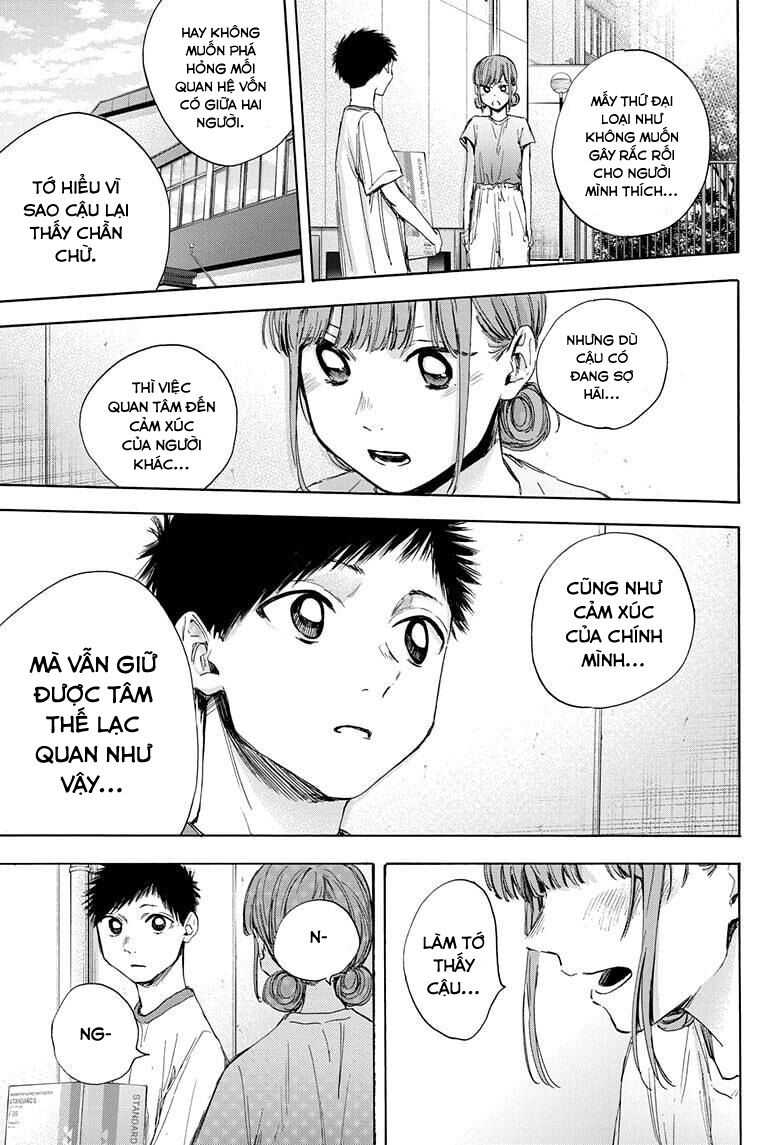 MẤY THỨ ĐẠI
LOẠI NHƯ
KHÔNG MUỐN
GÂY RẮC RỐI
CHO NGƯỜI
MÌNH THÍCH...
HAY KHÔNG
MUỐN PHÁ
HỎNG MỐI
QUAN HỆ VỐN
CÓ GIỮA HAI
NGƯỜI.
STANDARDS
TỚ HIỂU VÌ
SAO CẬU LẠI
THẤY CHẦN
CHỪ.
NHƯNG DÙ
CẬU CÓ
ĐANG SỢ
HÃI...
THÌ VIỆC
QUAN TÂM ĐẾN
CẢM XÚC
CỦA NGƯỜI
KHÁC...
CŨNG NHƯ
CẢM XÚC
CỦA CHÍNH
MÌNH...
MÀ VẪN GIỮ
ĐƯỢC TÂM
THẾ LẠC
QUAN NHƯ
VẬY...
LÀM TỚ
THẤY
CẬU...
N-
NG-
STANDARDS
STANDARDS